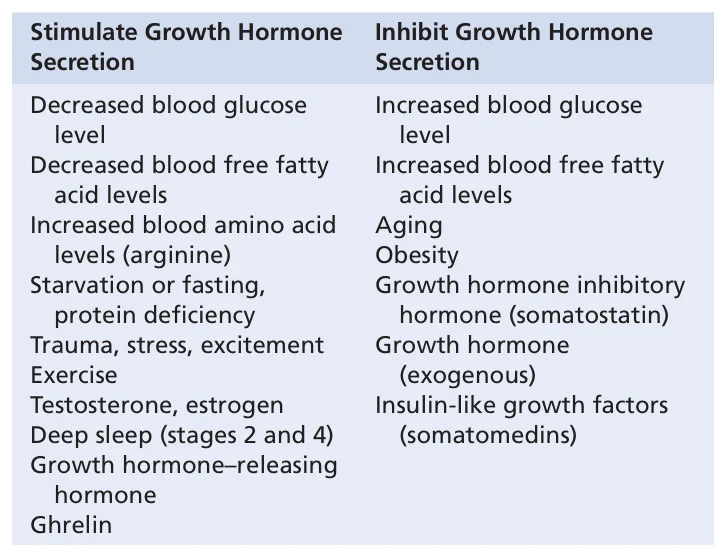 Stimulate Growth Hormone
Secretion
Decreased blood glucose
level
Decreased blood free fatty
acid levels
Increased blood amino acid
levels (arginine)
Starvation or fasting,
protein deficiency
Trauma, stress, excitement
Exercise
Testosterone, estrogen
Deep sleep (stages 2 and 4)
Growth hormone–releasing
hormone
Ghrelin
Inhibit Growth Hormone
Secretion
Increased blood glucose
level
Increased blood free fatty
acid levels
Aging
Obesity
Growth hormone inhibitory
hormone (somatostatin)
Growth hormone
(exogenous)
Insulin-like growth factors
(somatomedins)